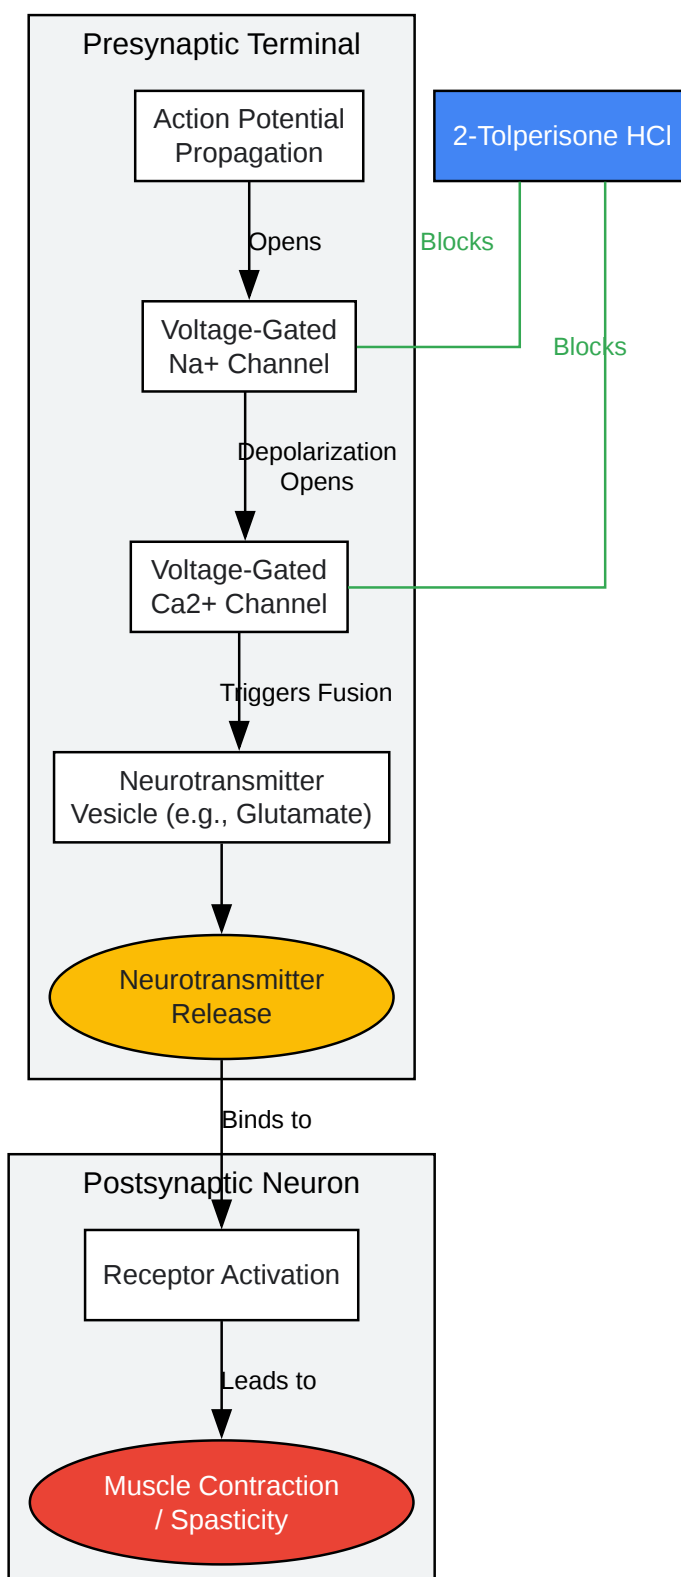 Presynaptic Terminal
Action Potential
Propagation
2-Tolperisone HCl
Opens
Blocks
Voltage-Gated
Na+ Channel
Blocks
Depolarization
Opens
Voltage-Gated
Ca2+ Channel
Triggers Fusion
Neurotransmitter
Vesicle (e.g., Glutamate)
Neurotransmitter
Release
Binds to
Postsynaptic Neuron
Receptor Activation
Leads to
Muscle Contraction
/ Spasticity